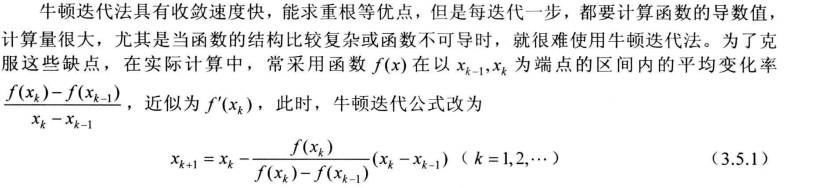 牛顿迭代法具有收敛速度快，能求重根等优点，但是每迭代一步，都要计算函数的导数值，
计算量很大，尤其是当函数的结构比较复杂或函数不可导时，就很难使用牛顿迭代法。为了克
服这些缺点，在实际计算中，常采用函数 f(x) 在以 x_{k-1}, x_k 为端点的区间内的平均变化率
\frac{f(x_k)-f(x_{k-1})}{x_k-x_{k-1}}，近似为 f'(x_k)，此时，牛顿迭代公式改为
x_{k+1} = x_k - \frac{f(x_k)}{f(x_k)-f(x_{k-1})}(x_k-x_{k-1})（k=1,2,⋯） (3.5.1)